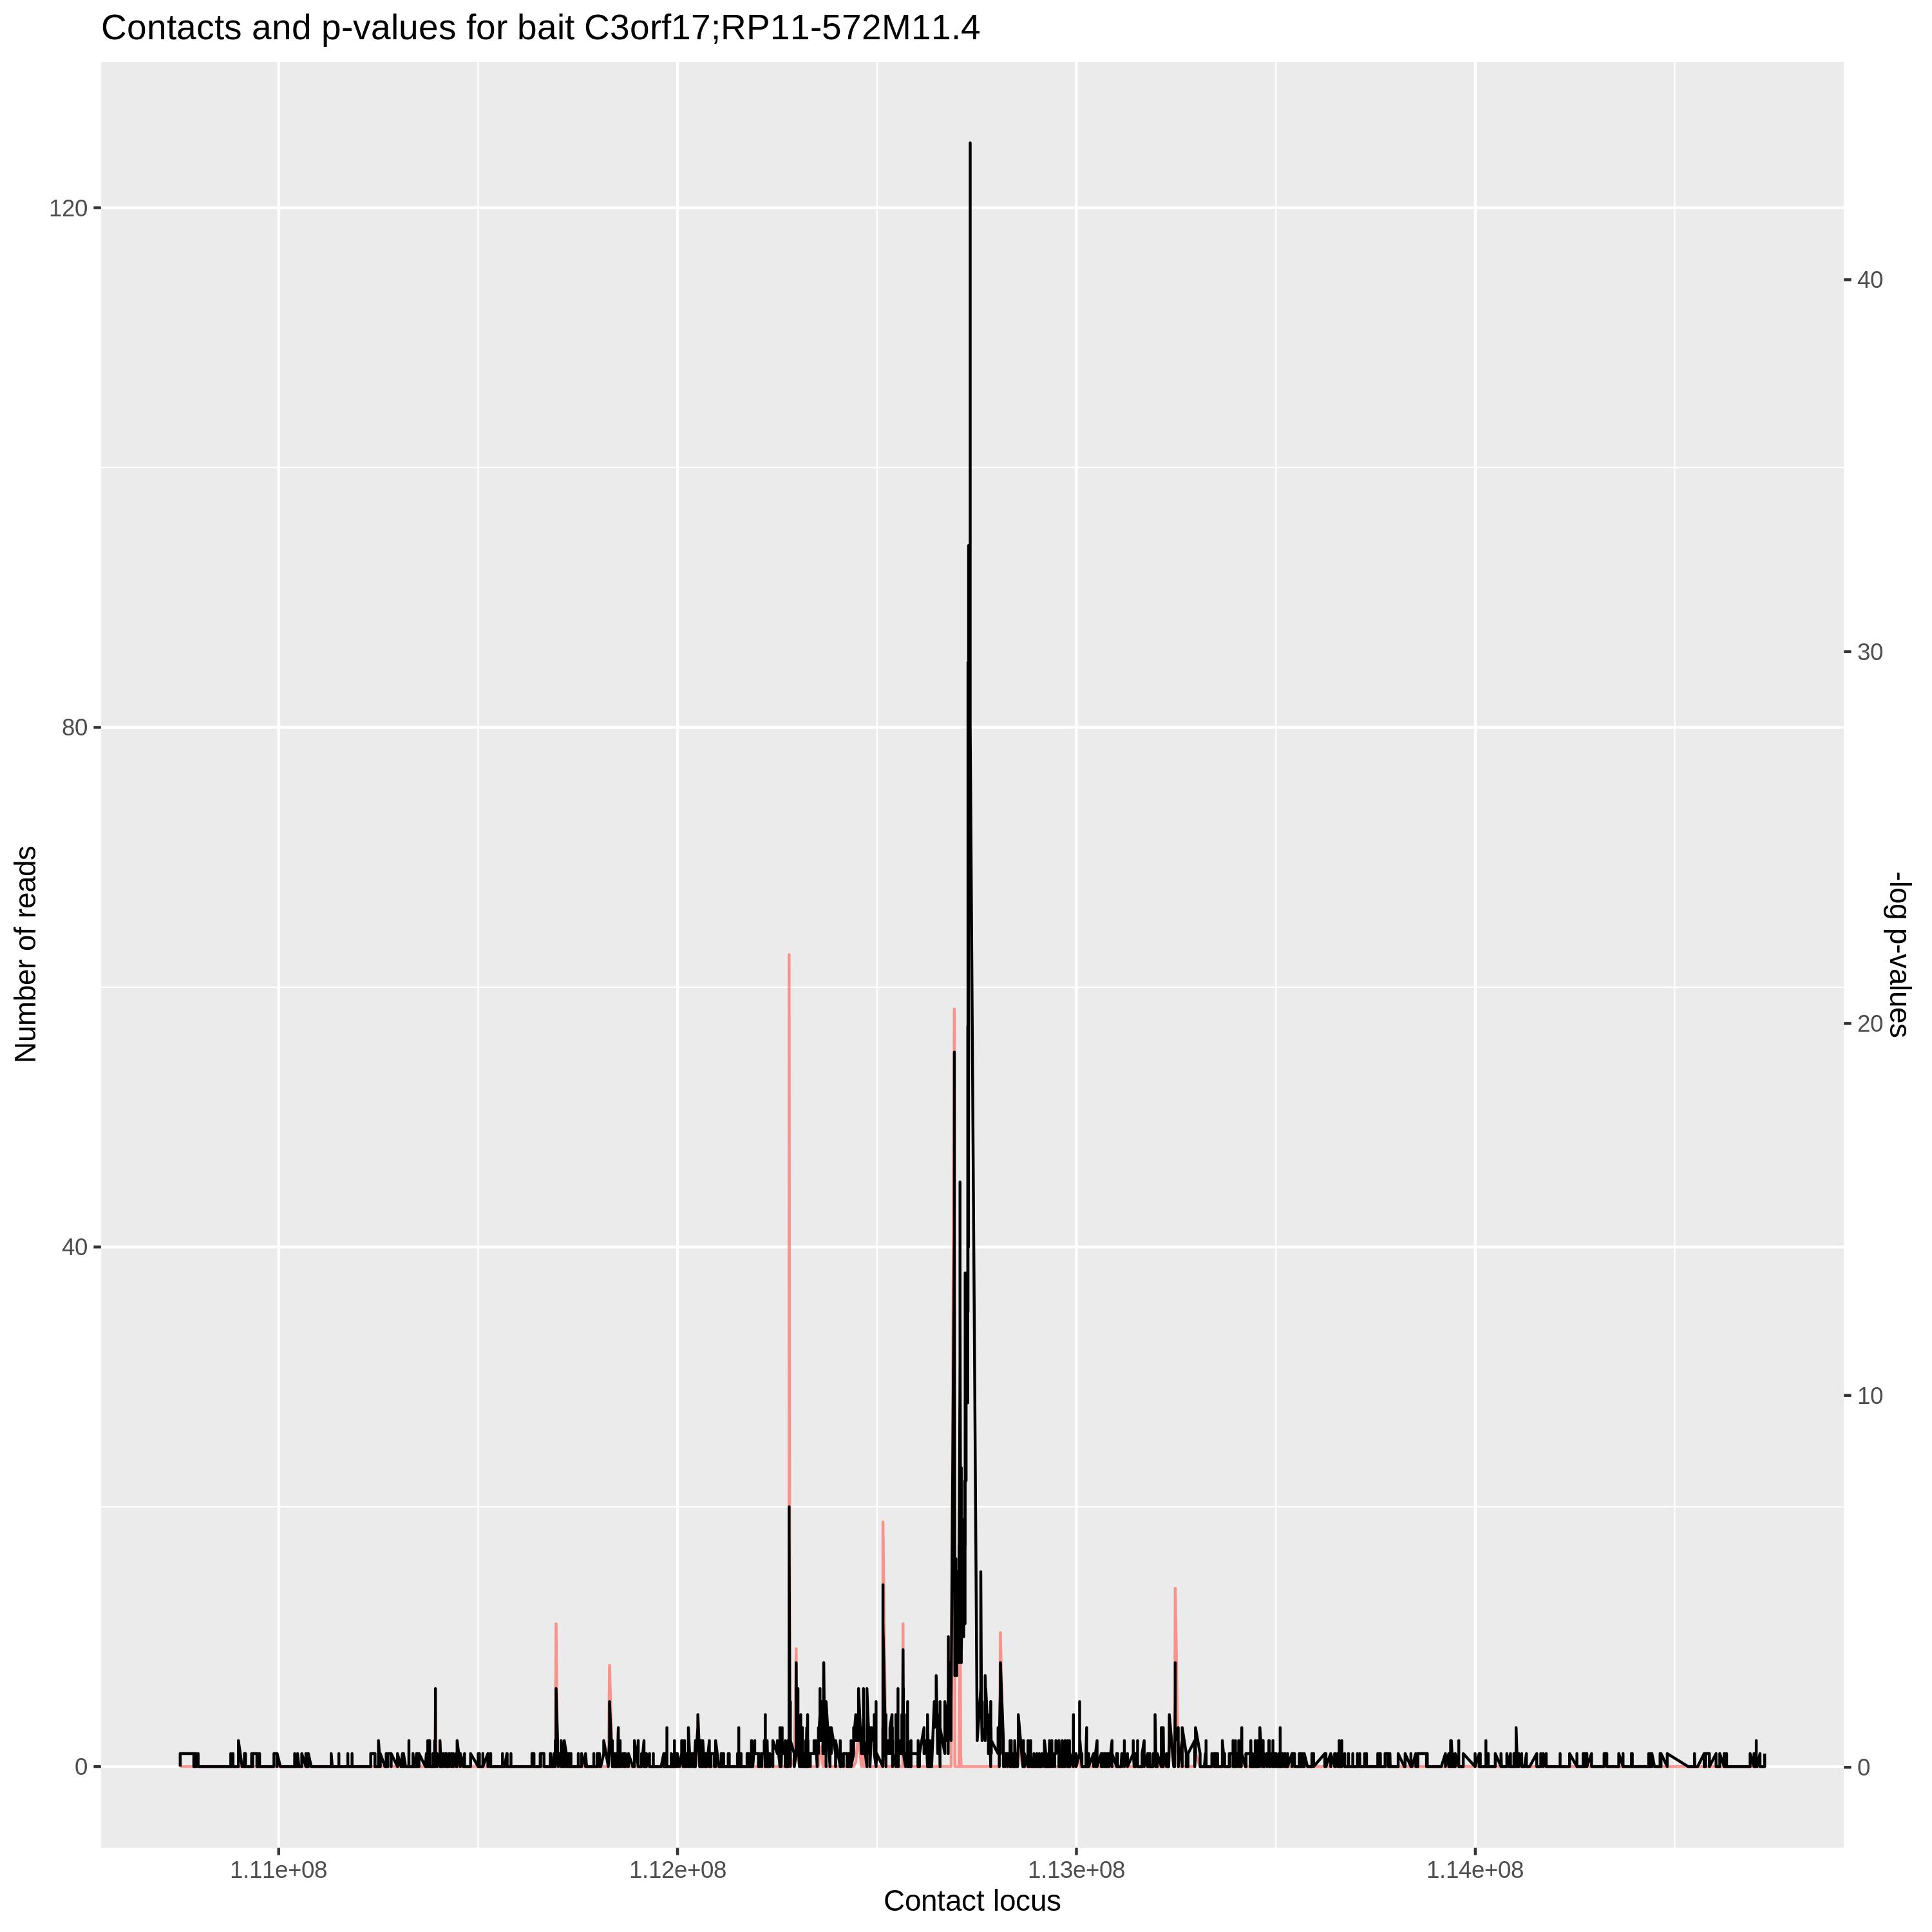 Contacts and p-values for bait C3orf17;RP11-572M11.4
120
80
40
0
Number of reads
40
30
20
10
0
-log p-values
1.11e+08
1.12e+08
1.13e+08
1.14e+08
Contact locus